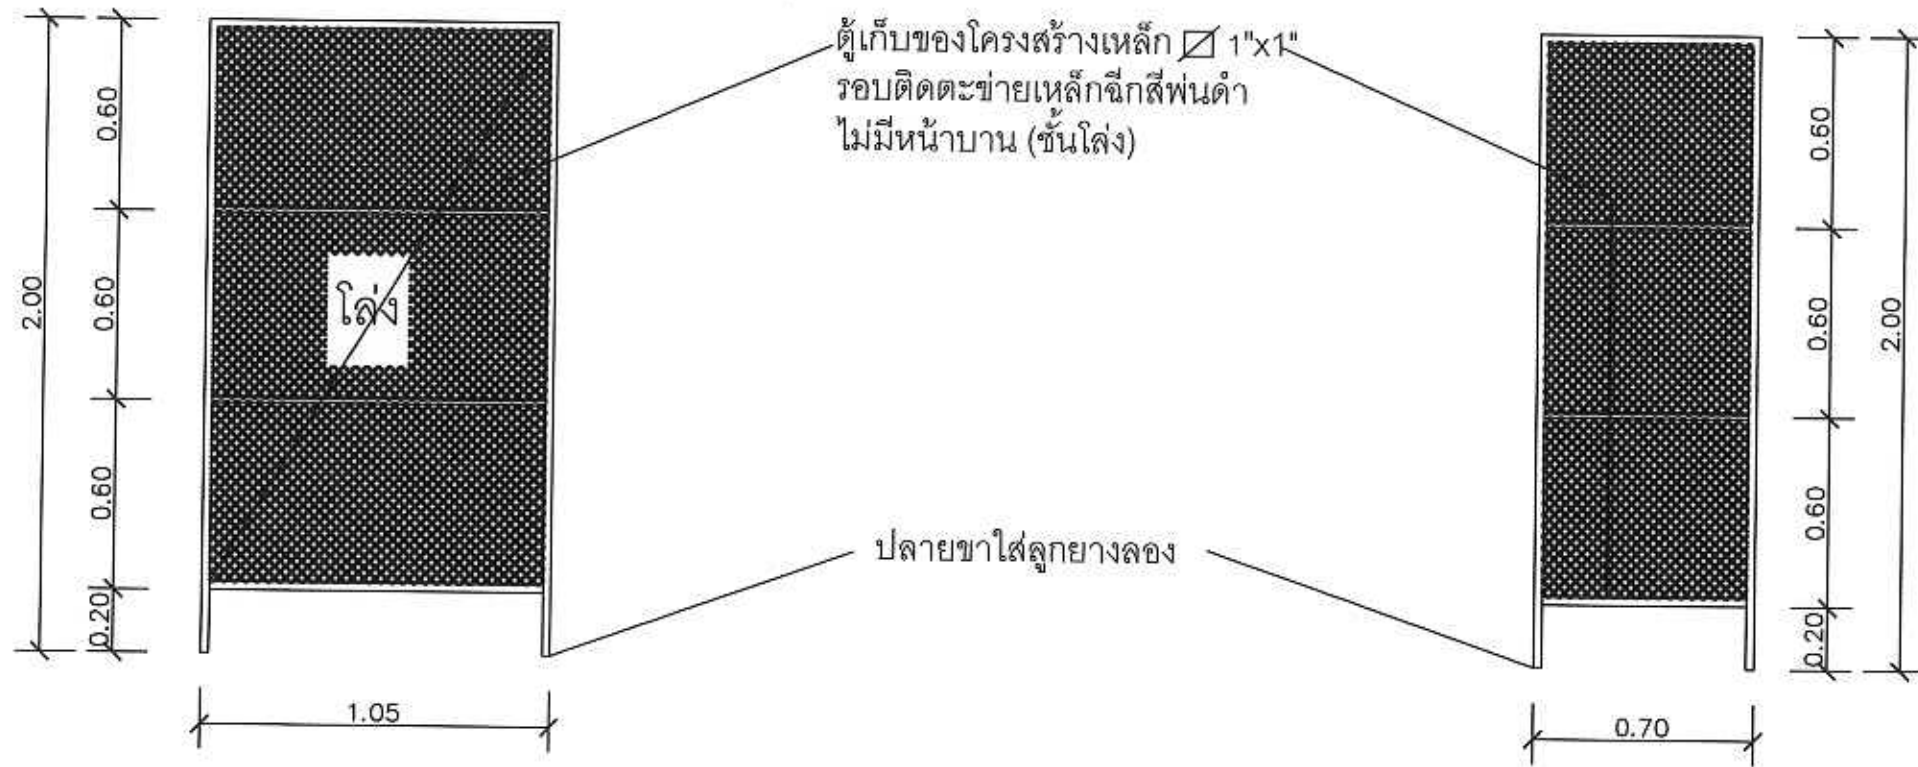 ตู้เก็บของโครงสร้างเหล็ก 1"x1"
รอบติดตะข่ายเหล็กฉีกสีพ่นดำ
ไม่มีหน้าบาน (ชั้นโล่ง)
2.00
0.60
0.60
0.60
0.20
โล่ง
1.05
ปลายขาใส่ลูกยางลอง
0.60
0.60
0.60
0.20
2.00
0.70